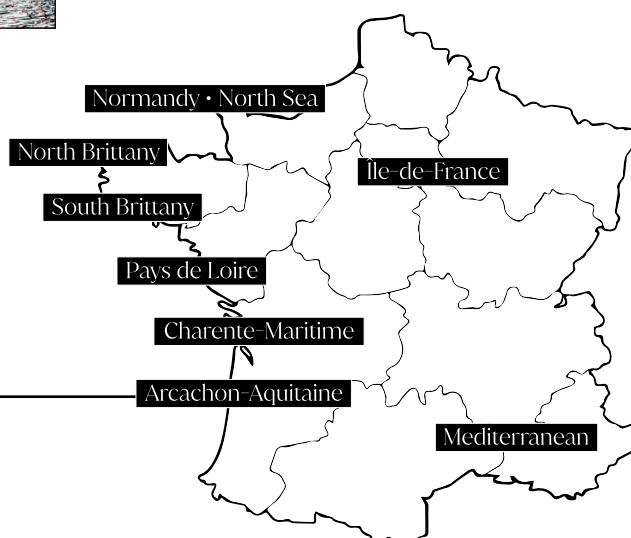 Normandy • North Sea
North Brittany
Île-de-France
South Brittany
Pays de Loire
Charente-Maritime
Arcachon-Aquitaine
Mediterranean